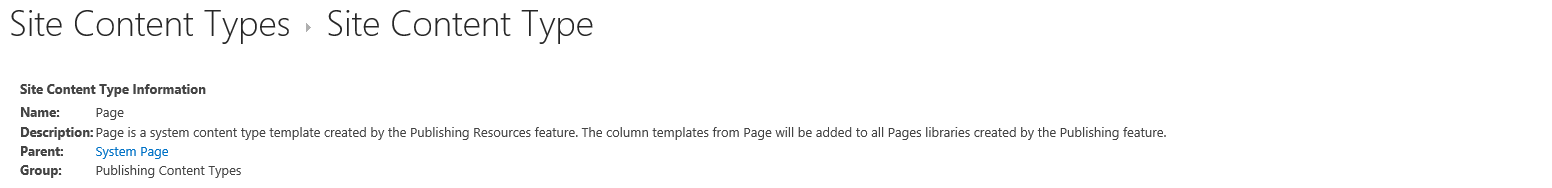 Site Content Types ▸ Site Content Type
Site Content Type Information
Name: Page
Description: Page is a system content type template created by the Publishing Resources feature. The column templates from Page will be added to all Pages libraries created by the Publishing feature.
Parent: System Page
Group: Publishing Content Types